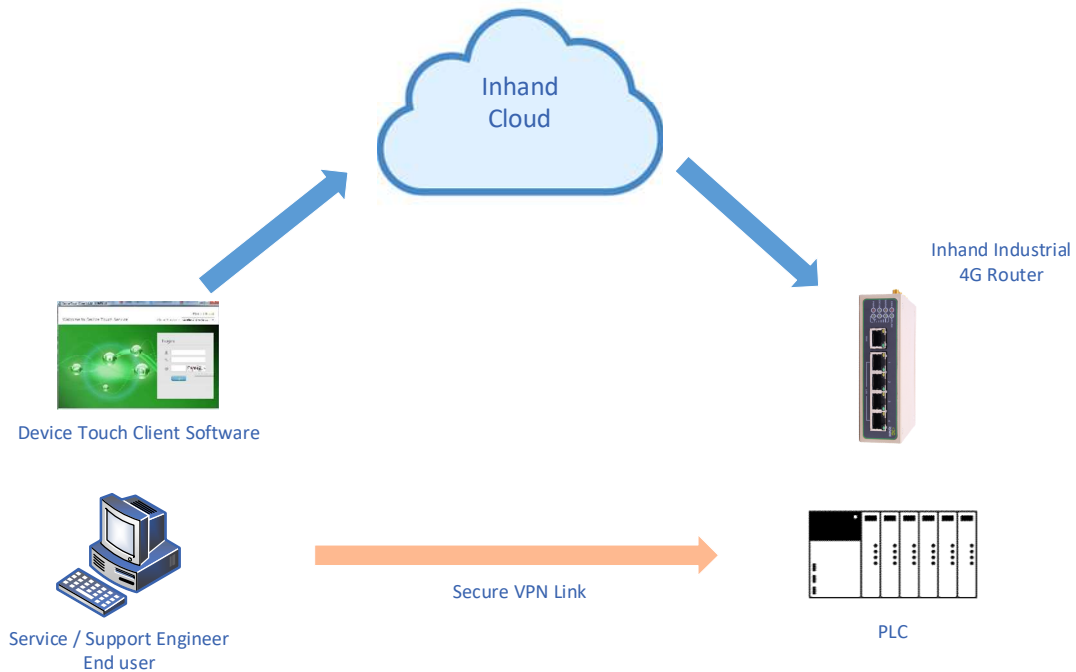 Inhand
Cloud
Inhand Industrial
4G Router
Device Touch Client Software
Secure VPN Link
Service / Support Engineer
End user
PLC